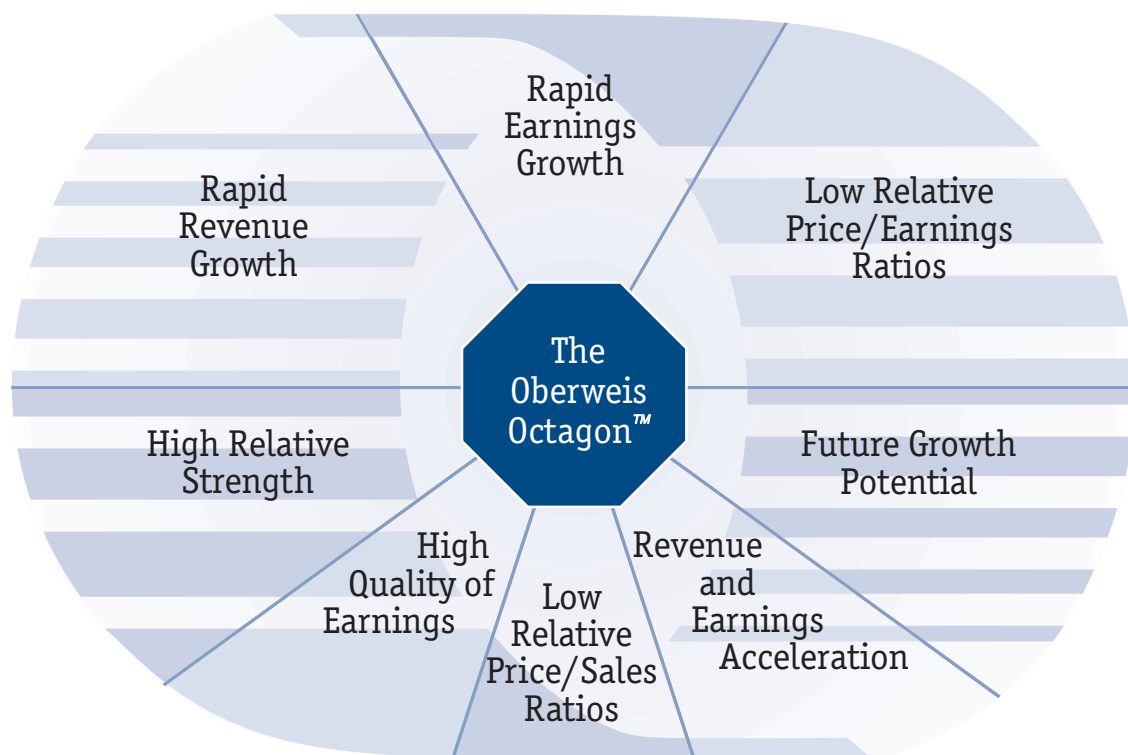 Rapid
Earnings
Growth
Rapid
Revenue
Growth
Low Relative
Price/Earnings
Ratios
The
Oberweis
Octagon™
High Relative
Strength
Future Growth
Potential
High
Quality of
Earnings
Low
Relative
Price/Sales
Ratios
Revenue
and
Earnings
Acceleration